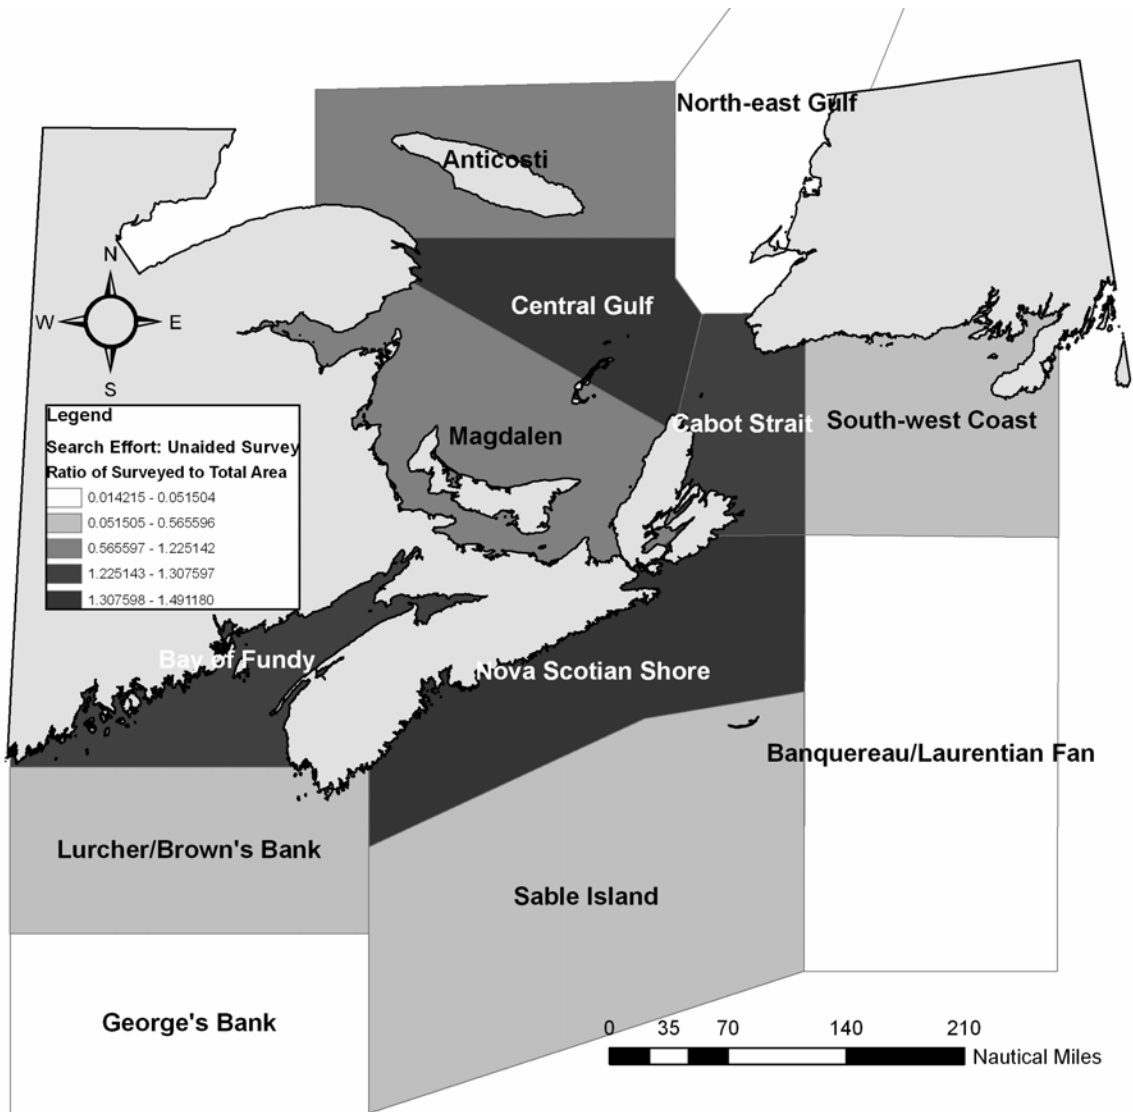 North-east Gulf
Anticosti
N
W E
S
Central Gulf
Legend
Search Effort: Unaided Survey
Ratio of Surveyed to Total Area
0.014215 - 0.051504
0.051505 - 0.565596
0.565597 - 1.225142
1.225143 - 1.307597
1.307598 - 1.491180
Magdalen
Cabot Strait
South-west Coast
Bay of Fundy
Nova Scotian Shore
Banquereau/Laurentian Fan
Lurcher/Brown's Bank
Sable Island
George's Bank
0 35 70 140 210
Nautical Miles